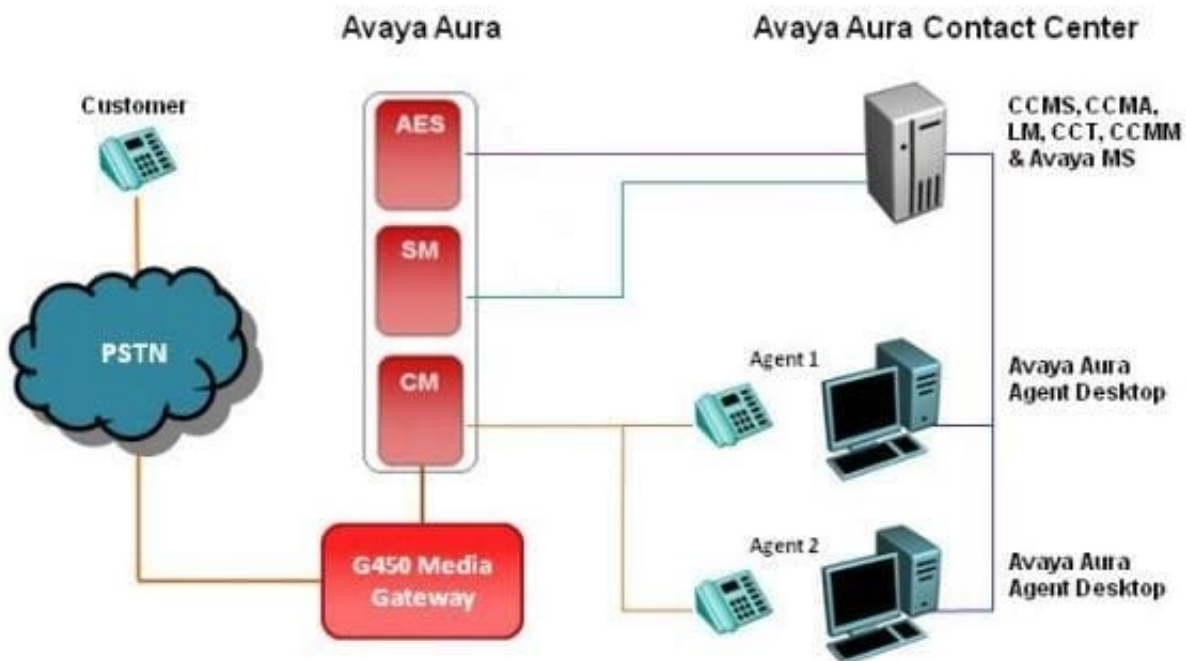 Avaya Aura
Avaya Aura Contact Center
Customer
AES
CCMS, CCMA,
LM, CCT, CCMM
& Avaya MS
SM
PSTN
CM
Agent 1
Avaya Aura
Agent Desktop
G450 Media
Gateway
Agent 2
Avaya Aura
Agent Desktop